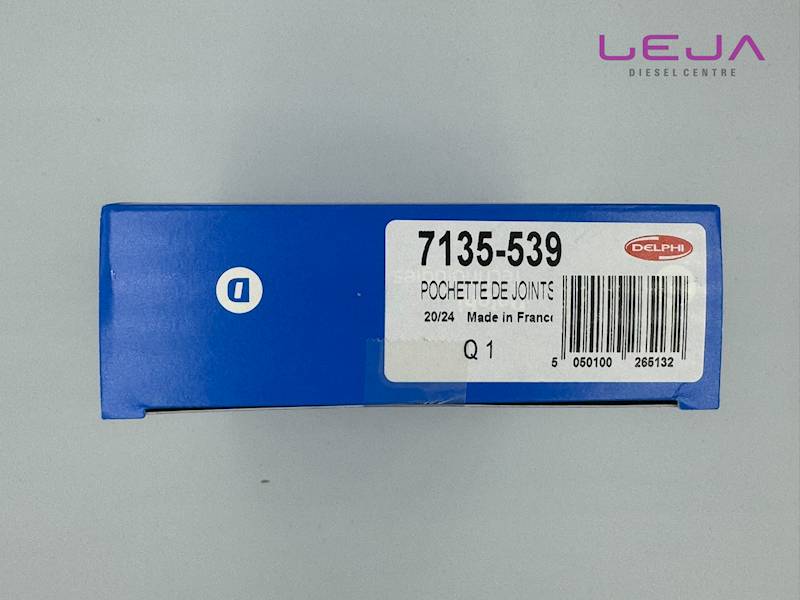 LEJA
DIESEL CENTRE
7135-539
DELPHI
POCHETTE DE JOINTS
20/24 Made in France
Q 1
5 050100 265132
D